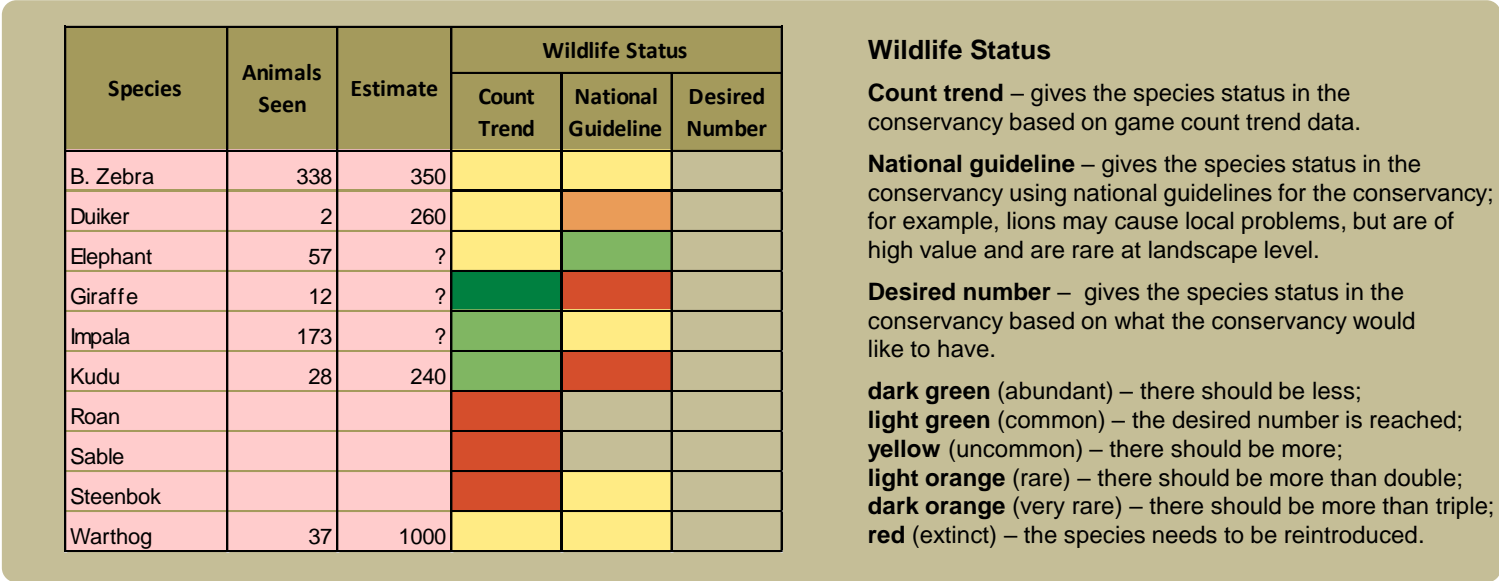 Species Animals Seen Estimate Wildlife Status
Count Trend National Guideline Desired Number
B. Zebra 338 350
Duiker 2 260
Elephant 57 ?
Giraffe 12 ?
Impala 173 ?
Kudu 28 240
Roan
Sable
Steenbok
Warthog 37 1000
Wildlife Status
Count trend – gives the species status in the
conservancy based on game count trend data.
National guideline – gives the species status in the
conservancy using national guidelines for the conservancy;
for example, lions may cause local problems, but are of
high value and are rare at landscape level.
Desired number – gives the species status in the
conservancy based on what the conservancy would
like to have.
dark green (abundant) – there should be less;
light green (common) – the desired number is reached;
yellow (uncommon) – there should be more;
light orange (rare) – there should be more than double;
dark orange (very rare) – there should be more than triple;
red (extinct) – the species needs to be reintroduced.